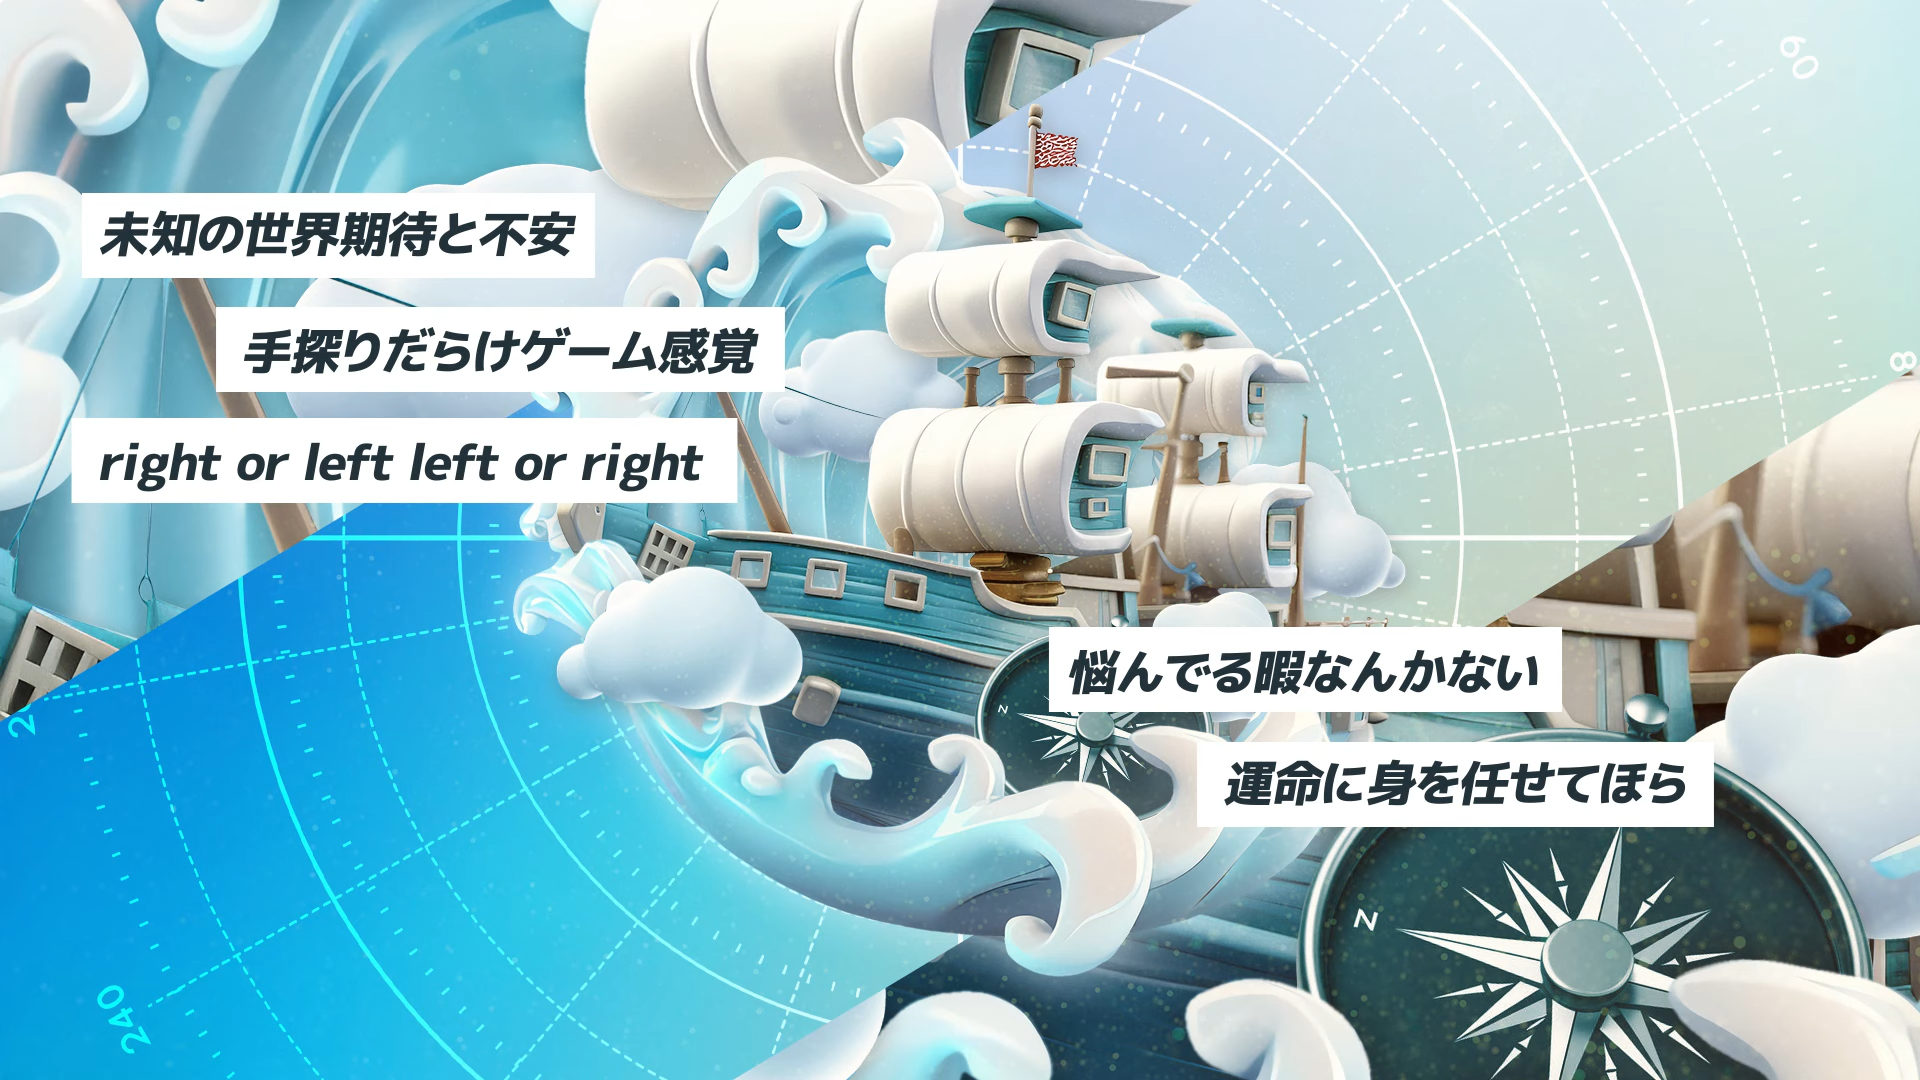 未知の世界期待と不安
手探りだらけゲーム感覚
right or left left or right
悩んでる暇なんかない
運命に身を任せてほら
60
N
N
240